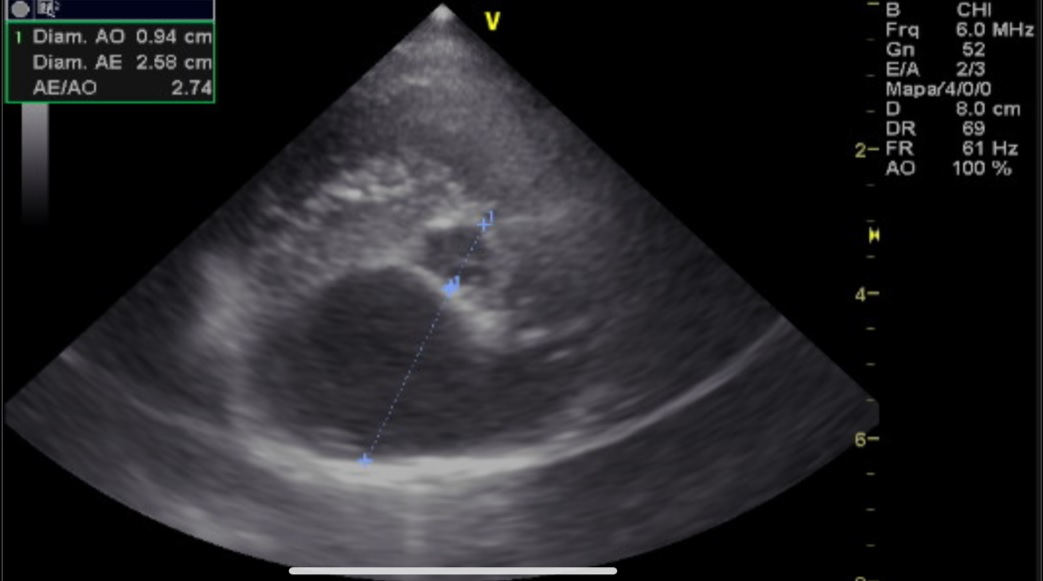 1 Diam. AO 0.94 cm
Diam. AE 2.58 cm
AE/AO 2.74
V
B CHI
Frq 6.0 MHz
Gn 52
E/A 2/3
Mapa/4/0/0
D 8.0 cm
DR 69
FR 61 Hz
AO 100 %
2
4
6
1